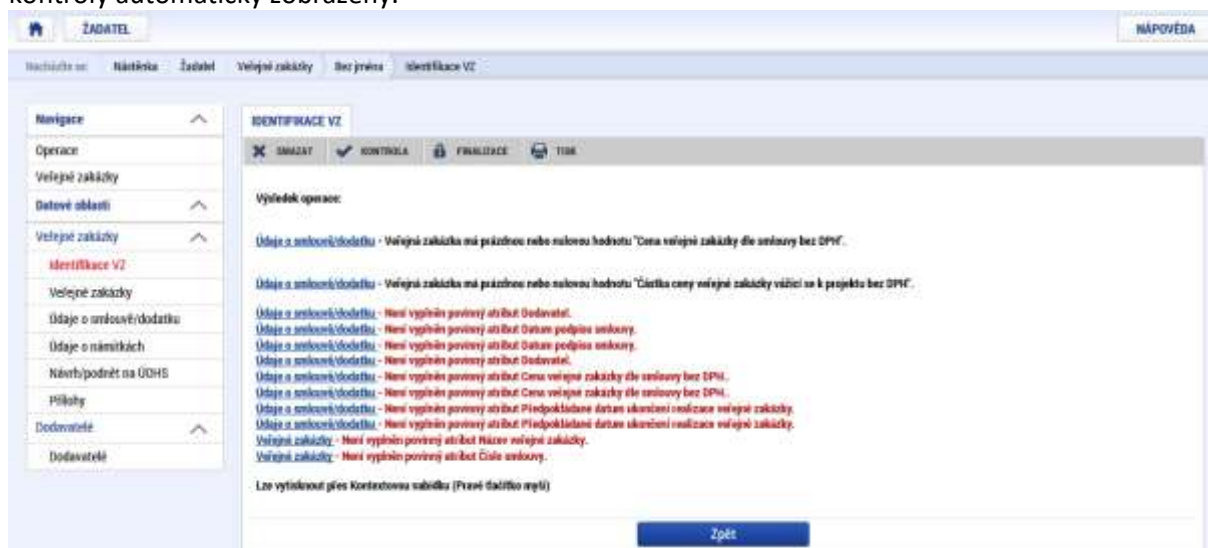 kontroly automaticky zobrazeny.
ŽADATEL
NÁPOVĚDA
Nacházíte se: Nástěnka Žadatel Veřejné zakázky Bez jména Identifikace VZ
Navigace
Operace
Veřejné zakázky
Datové oblasti
Veřejné zakázky
Identifikace VZ
Veřejné zakázky
Údaje o smlouvě/dodatku
Údaje o námitkách
Návrh/podnět na ÚOHS
Přílohy
Dodavatelé
Dodavatelé
IDENTIFIKACE VZ
SMAZAT KONTROLA FINALIZACE TISK
Výsledek operace:
Údaje o smlouvě/dodatku - Veřejná zakázka má prázdnou nebo nulovou hodnotu "Cena veřejné zakázky dle smlouvy bez DPH".
Údaje o smlouvě/dodatku - Veřejná zakázka má prázdnou nebo nulovou hodnotu "Částka ceny veřejné zakázky vážící se k projektu bez DPH".
Údaje o smlouvě/dodatku - Není vyplněn povinný atribut Dodavatel.
Údaje o smlouvě/dodatku - Není vyplněn povinný atribut Datum podpisu smlouvy.
Údaje o smlouvě/dodatku - Není vyplněn povinný atribut Datum podpisu smlouvy.
Údaje o smlouvě/dodatku - Není vyplněn povinný atribut Dodavatel.
Údaje o smlouvě/dodatku - Není vyplněn povinný atribut Cena veřejné zakázky dle smlouvy bez DPH.
Údaje o smlouvě/dodatku - Není vyplněn povinný atribut Cena veřejné zakázky dle smlouvy bez DPH.
Údaje o smlouvě/dodatku - Není vyplněn povinný atribut Předpokládané datum ukončení realizace veřejné zakázky.
Údaje o smlouvě/dodatku - Není vyplněn povinný atribut Předpokládané datum ukončení realizace veřejné zakázky.
Veřejné zakázky - Není vyplněn povinný atribut Název veřejné zakázky.
Veřejné zakázky - Není vyplněn povinný atribut Číslo smlouvy.
Lze vytisknout přes Kontextovou nabídku (Pravé tlačítko myši)
Zpět